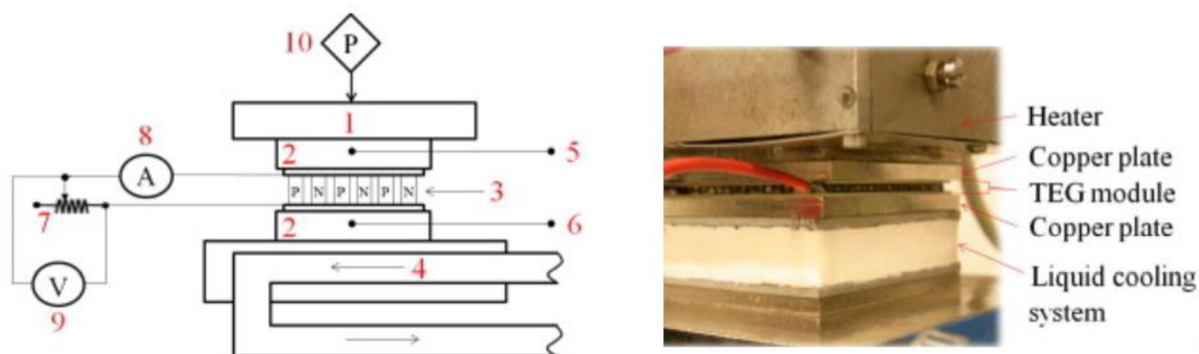 10 P
1
8
2 5
A
P N P N P N 3
7
2 6
4
V
9
Heater
Copper plate
TEG module
Copper plate
Liquid cooling
system